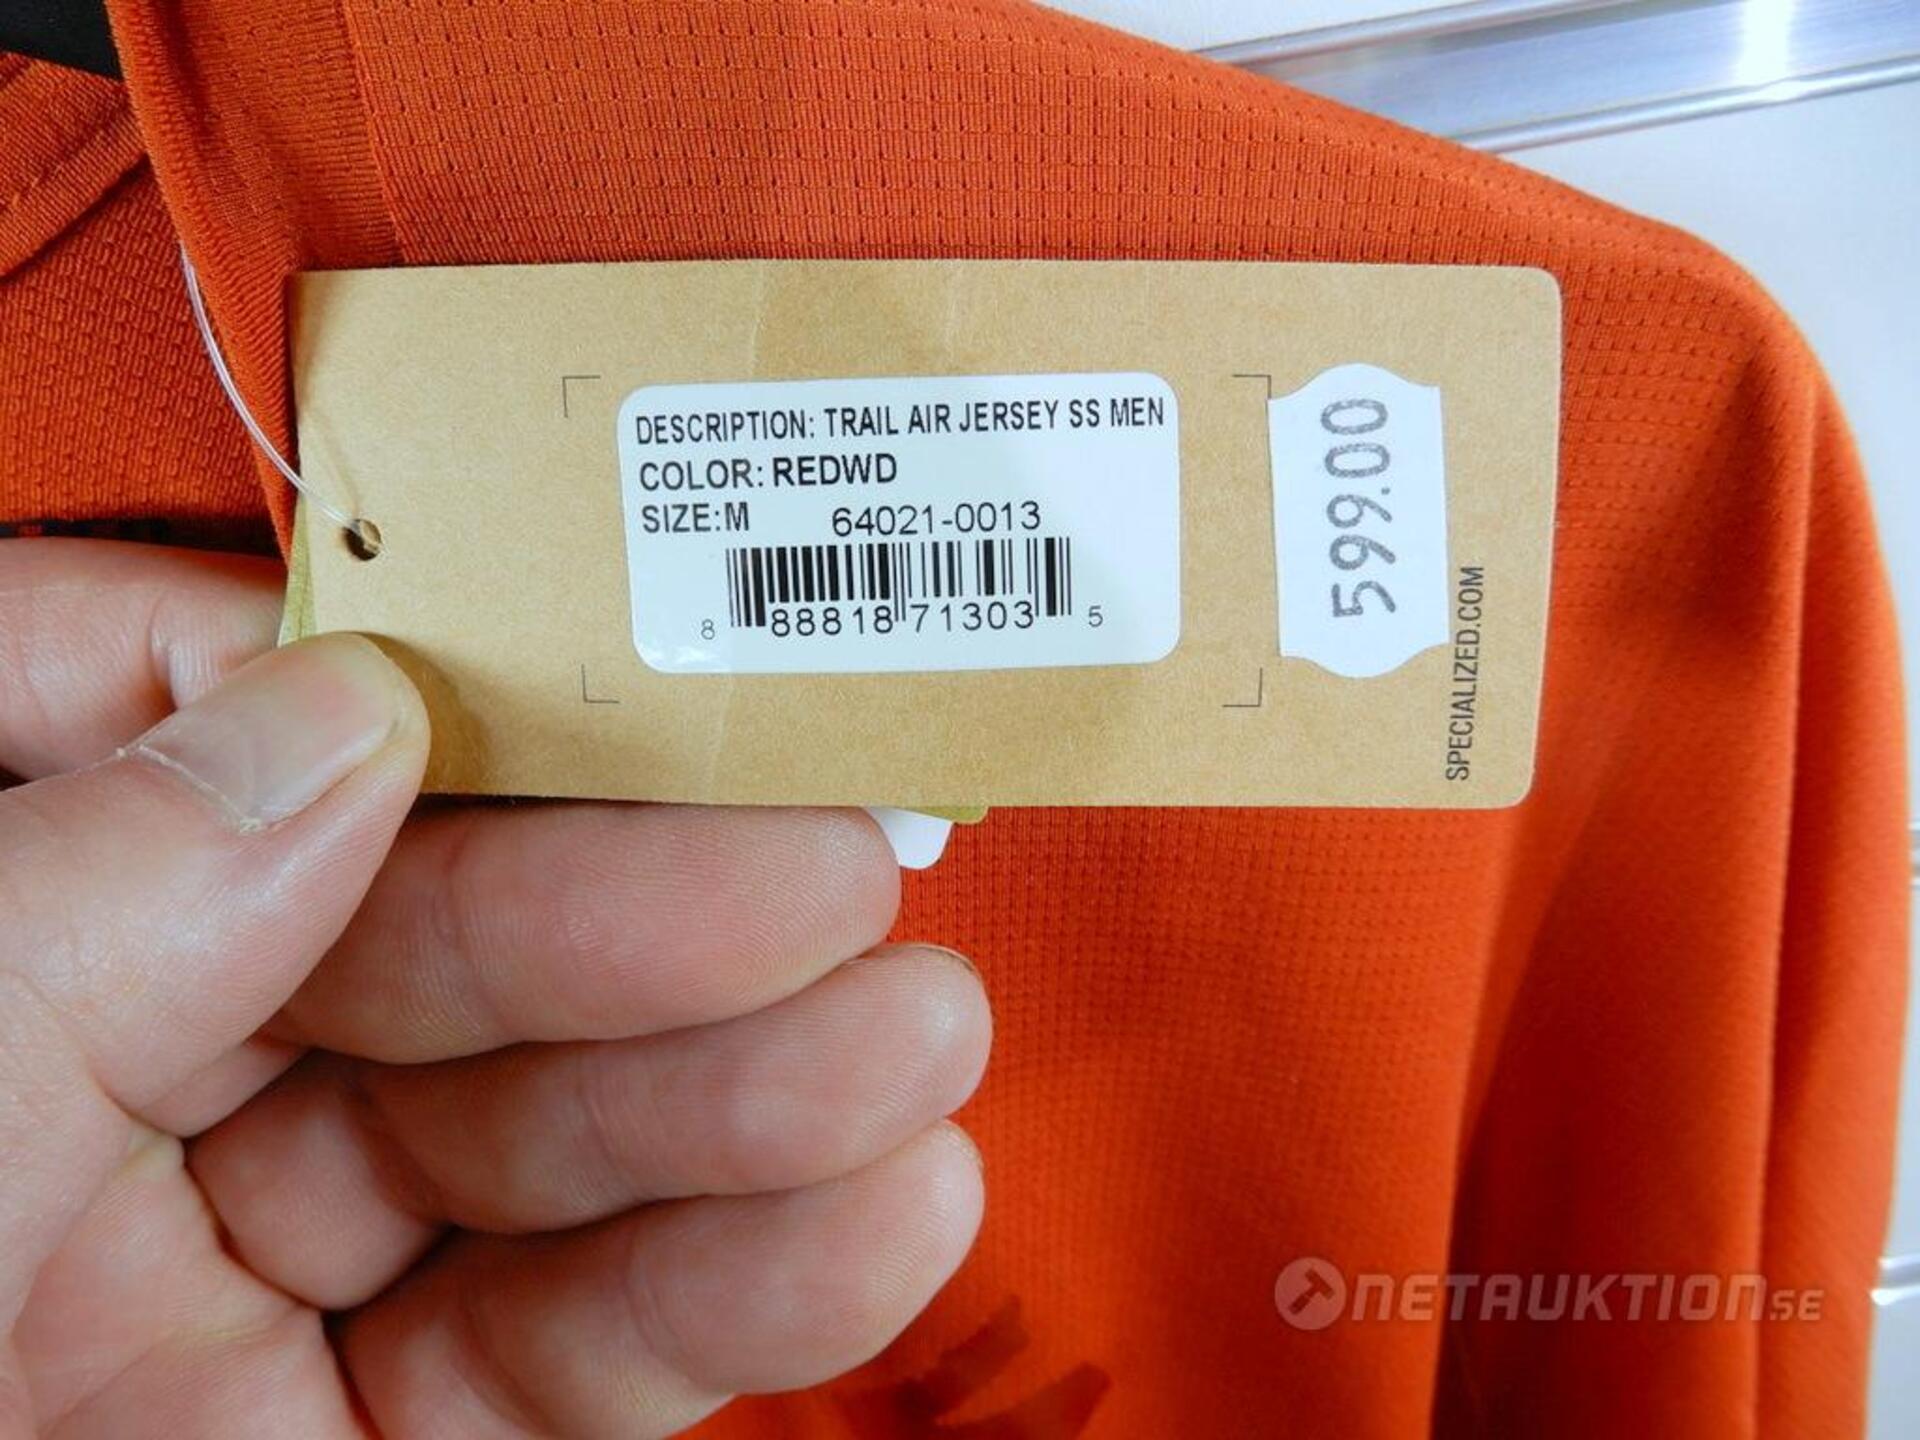 DESCRIPTION: TRAIL AIR JERSEY SS MEN
COLOR: REDWD
SIZE:M 64021-0013
8 88818 71303 5
599.00
SPECIALIZED.COM
NETAUKTION.SE